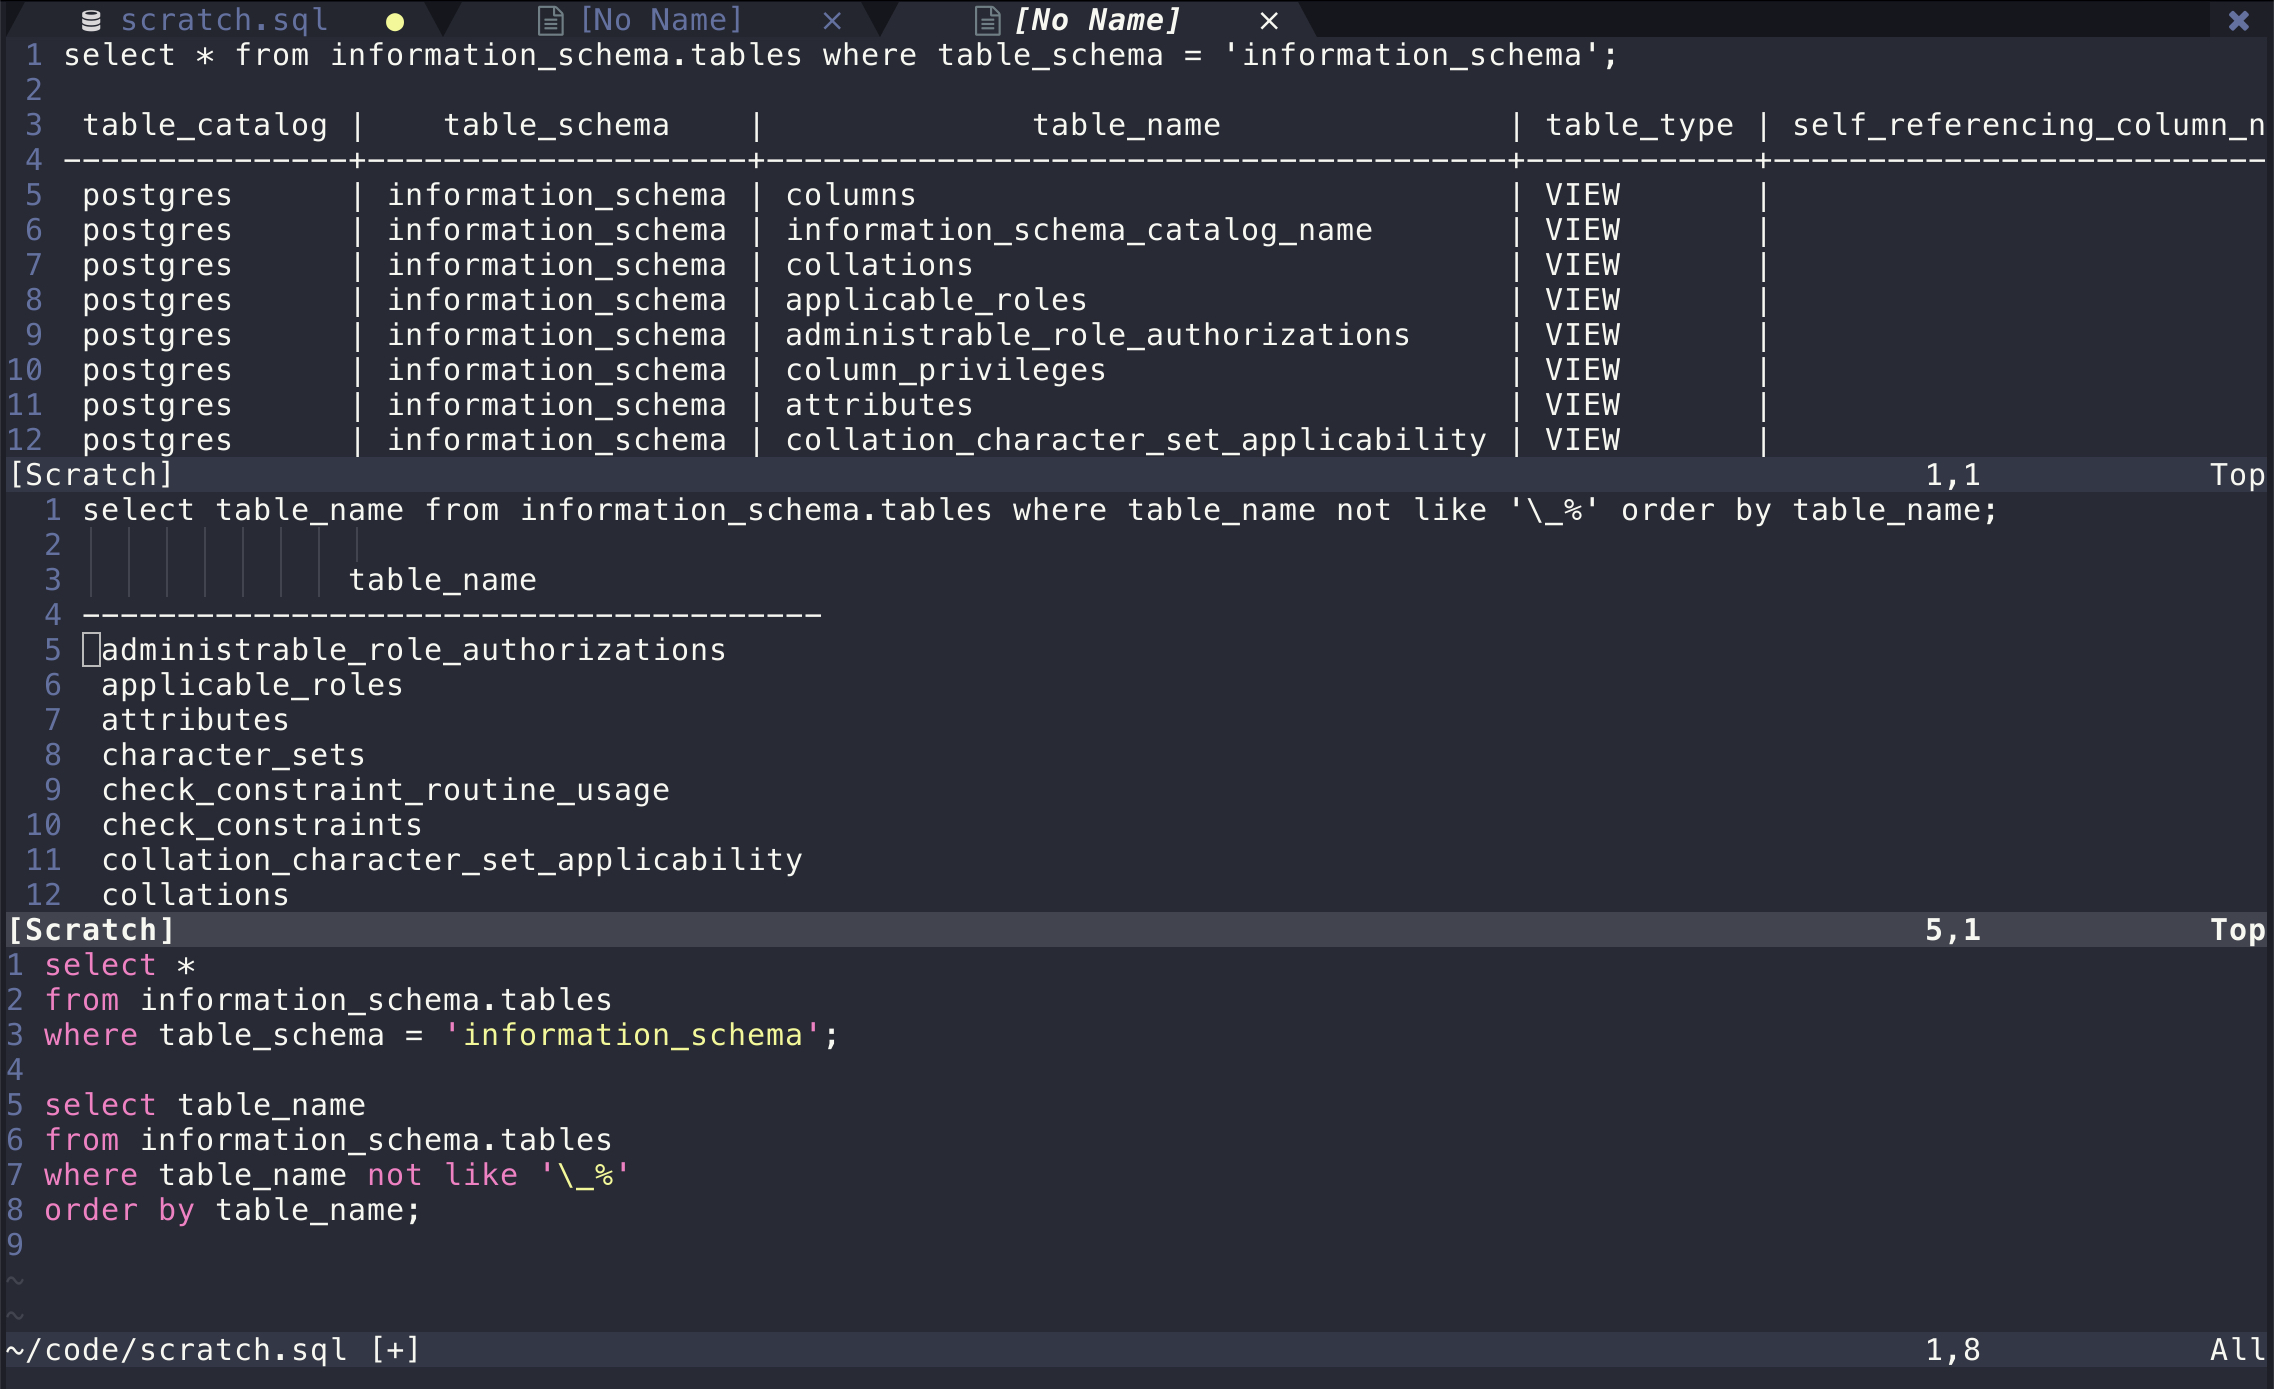 scratch.sql ● [No Name] × [No Name] × ✖
1 select * from information_schema.tables where table_schema = 'information_schema';
2
3  table_catalog |    table_schema    |              table_name               | table_type | self_referencing_column_n
4 ---------------+--------------------+---------------------------------------+------------+--------------------------
5  postgres      | information_schema | columns                               | VIEW       |
6  postgres      | information_schema | information_schema_catalog_name       | VIEW       |
7  postgres      | information_schema | collations                            | VIEW       |
8  postgres      | information_schema | applicable_roles                      | VIEW       |
9  postgres      | information_schema | administrable_role_authorizations     | VIEW       |
10  postgres      | information_schema | column_privileges                     | VIEW       |
11  postgres      | information_schema | attributes                            | VIEW       |
12  postgres      | information_schema | collation_character_set_applicability | VIEW       |
[Scratch] 1,1 Top
1 select table_name from information_schema.tables where table_name not like '\_%' order by table_name;
2
3               table_name
4 ---------------------------------------
5  administrable_role_authorizations
6  applicable_roles
7  attributes
8  character_sets
9  check_constraint_routine_usage
10  check_constraints
11  collation_character_set_applicability
12  collations
[Scratch] 5,1 Top
1 select *
2 from information_schema.tables
3 where table_schema = 'information_schema';
4
5 select table_name
6 from information_schema.tables
7 where table_name not like '\_%'
8 order by table_name;
9
~
~
~/code/scratch.sql [+] 1,8 All